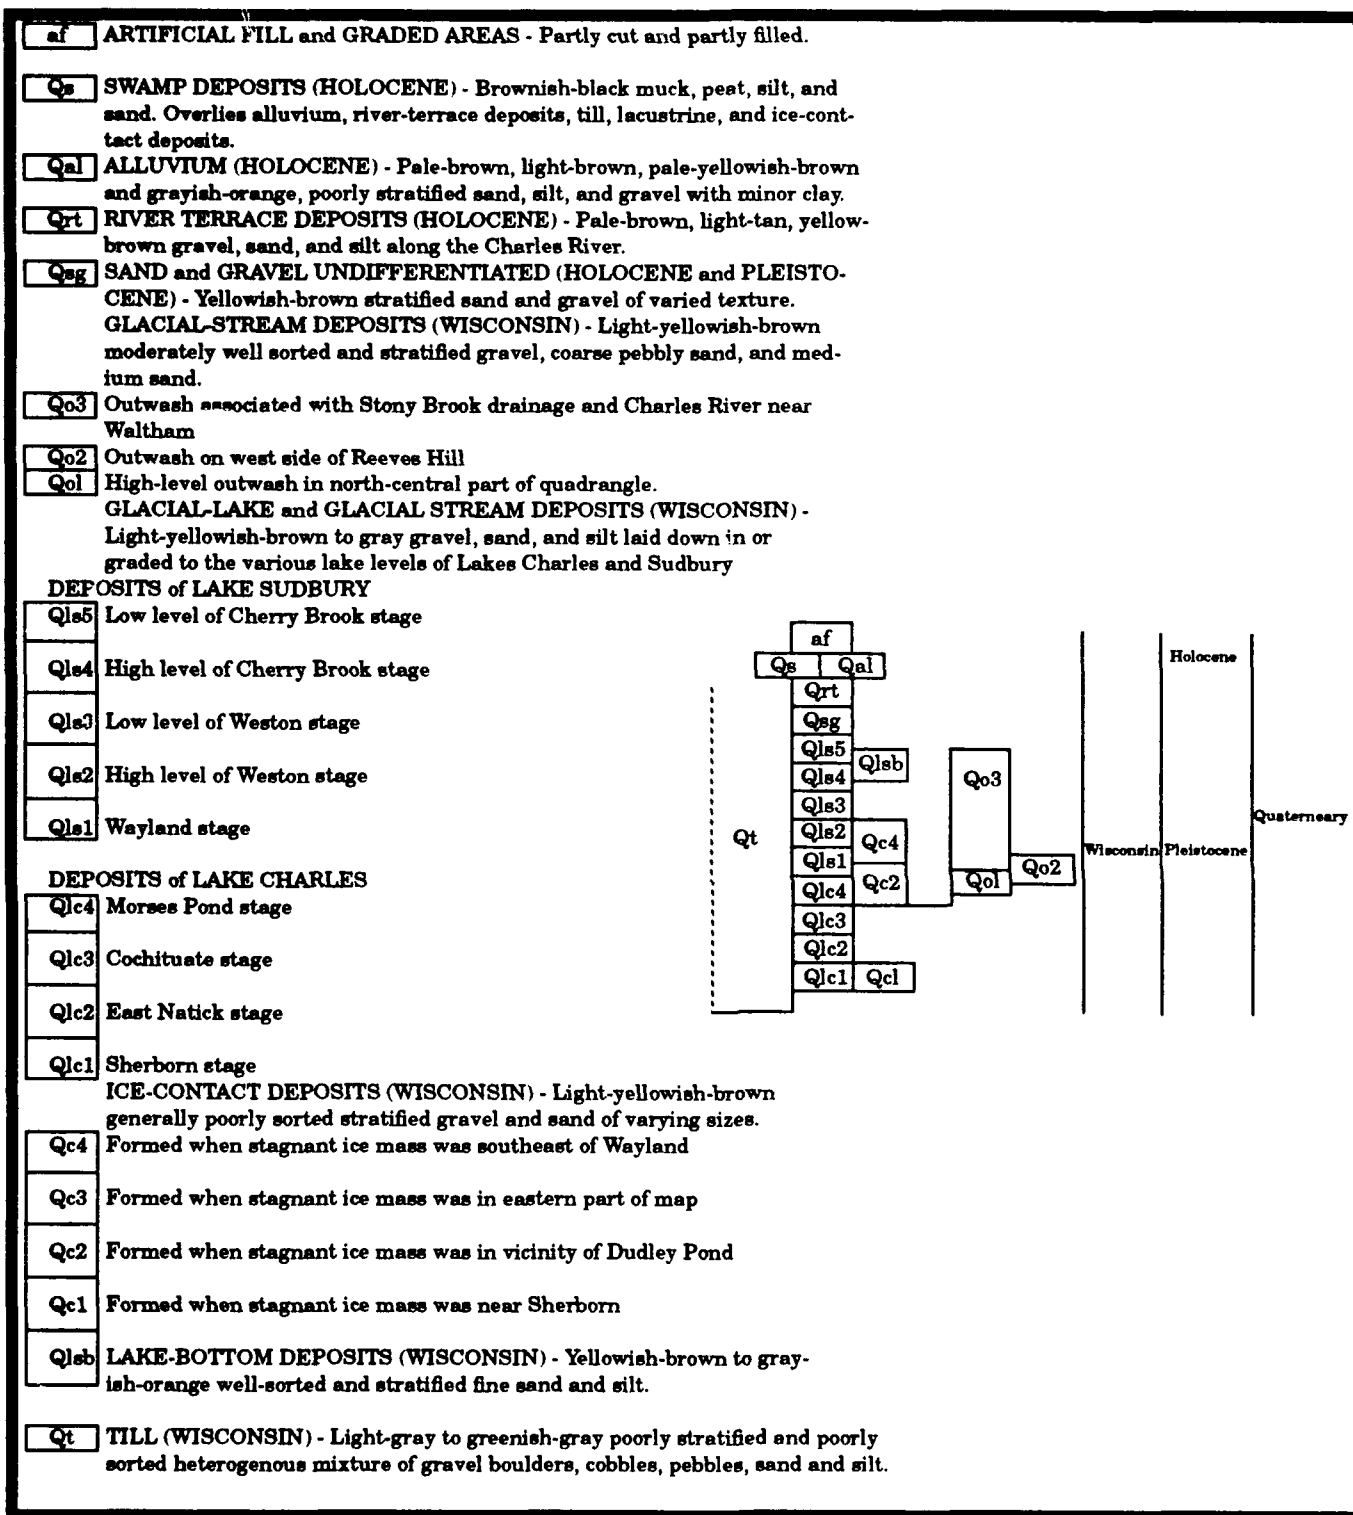 af ARTIFICIAL FILL and GRADED AREAS - Partly cut and partly filled.
Qs SWAMP DEPOSITS (HOLOCENE) - Brownish-black muck, peat, silt, and
sand. Overlies alluvium, river-terrace deposits, till, lacustrine, and ice-cont-
tact deposits.
Qal ALLUVIUM (HOLOCENE) - Pale-brown, light-brown, pale-yellowish-brown
and grayish-orange, poorly stratified sand, silt, and gravel with minor clay.
Qrt RIVER TERRACE DEPOSITS (HOLOCENE) - Pale-brown, light-tan, yellow-
brown gravel, sand, and silt along the Charles River.
Qsg SAND and GRAVEL UNDIFFERENTIATED (HOLOCENE and PLEISTO-
CENE) - Yellowish-brown stratified sand and gravel of varied texture.
GLACIAL-STREAM DEPOSITS (WISCONSIN) - Light-yellowish-brown
moderately well sorted and stratified gravel, coarse pebbly sand, and med-
ium sand.
Qo3 Outwash associated with Stony Brook drainage and Charles River near
Waltham
Qo2 Outwash on west side of Reeves Hill
Qol High-level outwash in north-central part of quadrangle.
GLACIAL-LAKE and GLACIAL STREAM DEPOSITS (WISCONSIN) -
Light-yellowish-brown to gray gravel, sand, and silt laid down in or
graded to the various lake levels of Lakes Charles and Sudbury
DEPOSITS of LAKE SUDBURY
Qls5 Low level of Cherry Brook stage
Qls4 High level of Cherry Brook stage
Qls3 Low level of Weston stage
Qls2 High level of Weston stage
Qls1 Wayland stage
DEPOSITS of LAKE CHARLES
Qlc4 Morses Pond stage
Qlc3 Cochituate stage
Qlc2 East Natick stage
Qlc1 Sherborn stage
ICE-CONTACT DEPOSITS (WISCONSIN) - Light-yellowish-brown
generally poorly sorted stratified gravel and sand of varying sizes.
Qc4 Formed when stagnant ice mass was southeast of Wayland
Qc3 Formed when stagnant ice mass was in eastern part of map
Qc2 Formed when stagnant ice mass was in vicinity of Dudley Pond
Qc1 Formed when stagnant ice mass was near Sherborn
Qlsb LAKE-BOTTOM DEPOSITS (WISCONSIN) - Yellowish-brown to gray-
ish-orange well-sorted and stratified fine sand and silt.
Qt TILL (WISCONSIN) - Light-gray to greenish-gray poorly stratified and poorly
sorted heterogenous mixture of gravel boulders, cobbles, pebbles, sand and silt.
af
Qs Qal
Qrt
Qsg
Qls5
Qlsb
Qls4
Qls3
Qls2
Qc4
Qls1
Qc2
Qlc4
Qlc3
Qlc2
Qlc1 Qcl
Qt
Qo3
Qo2
Qol
Holocene
Wisconsin
Pleistocene
Quaterneary